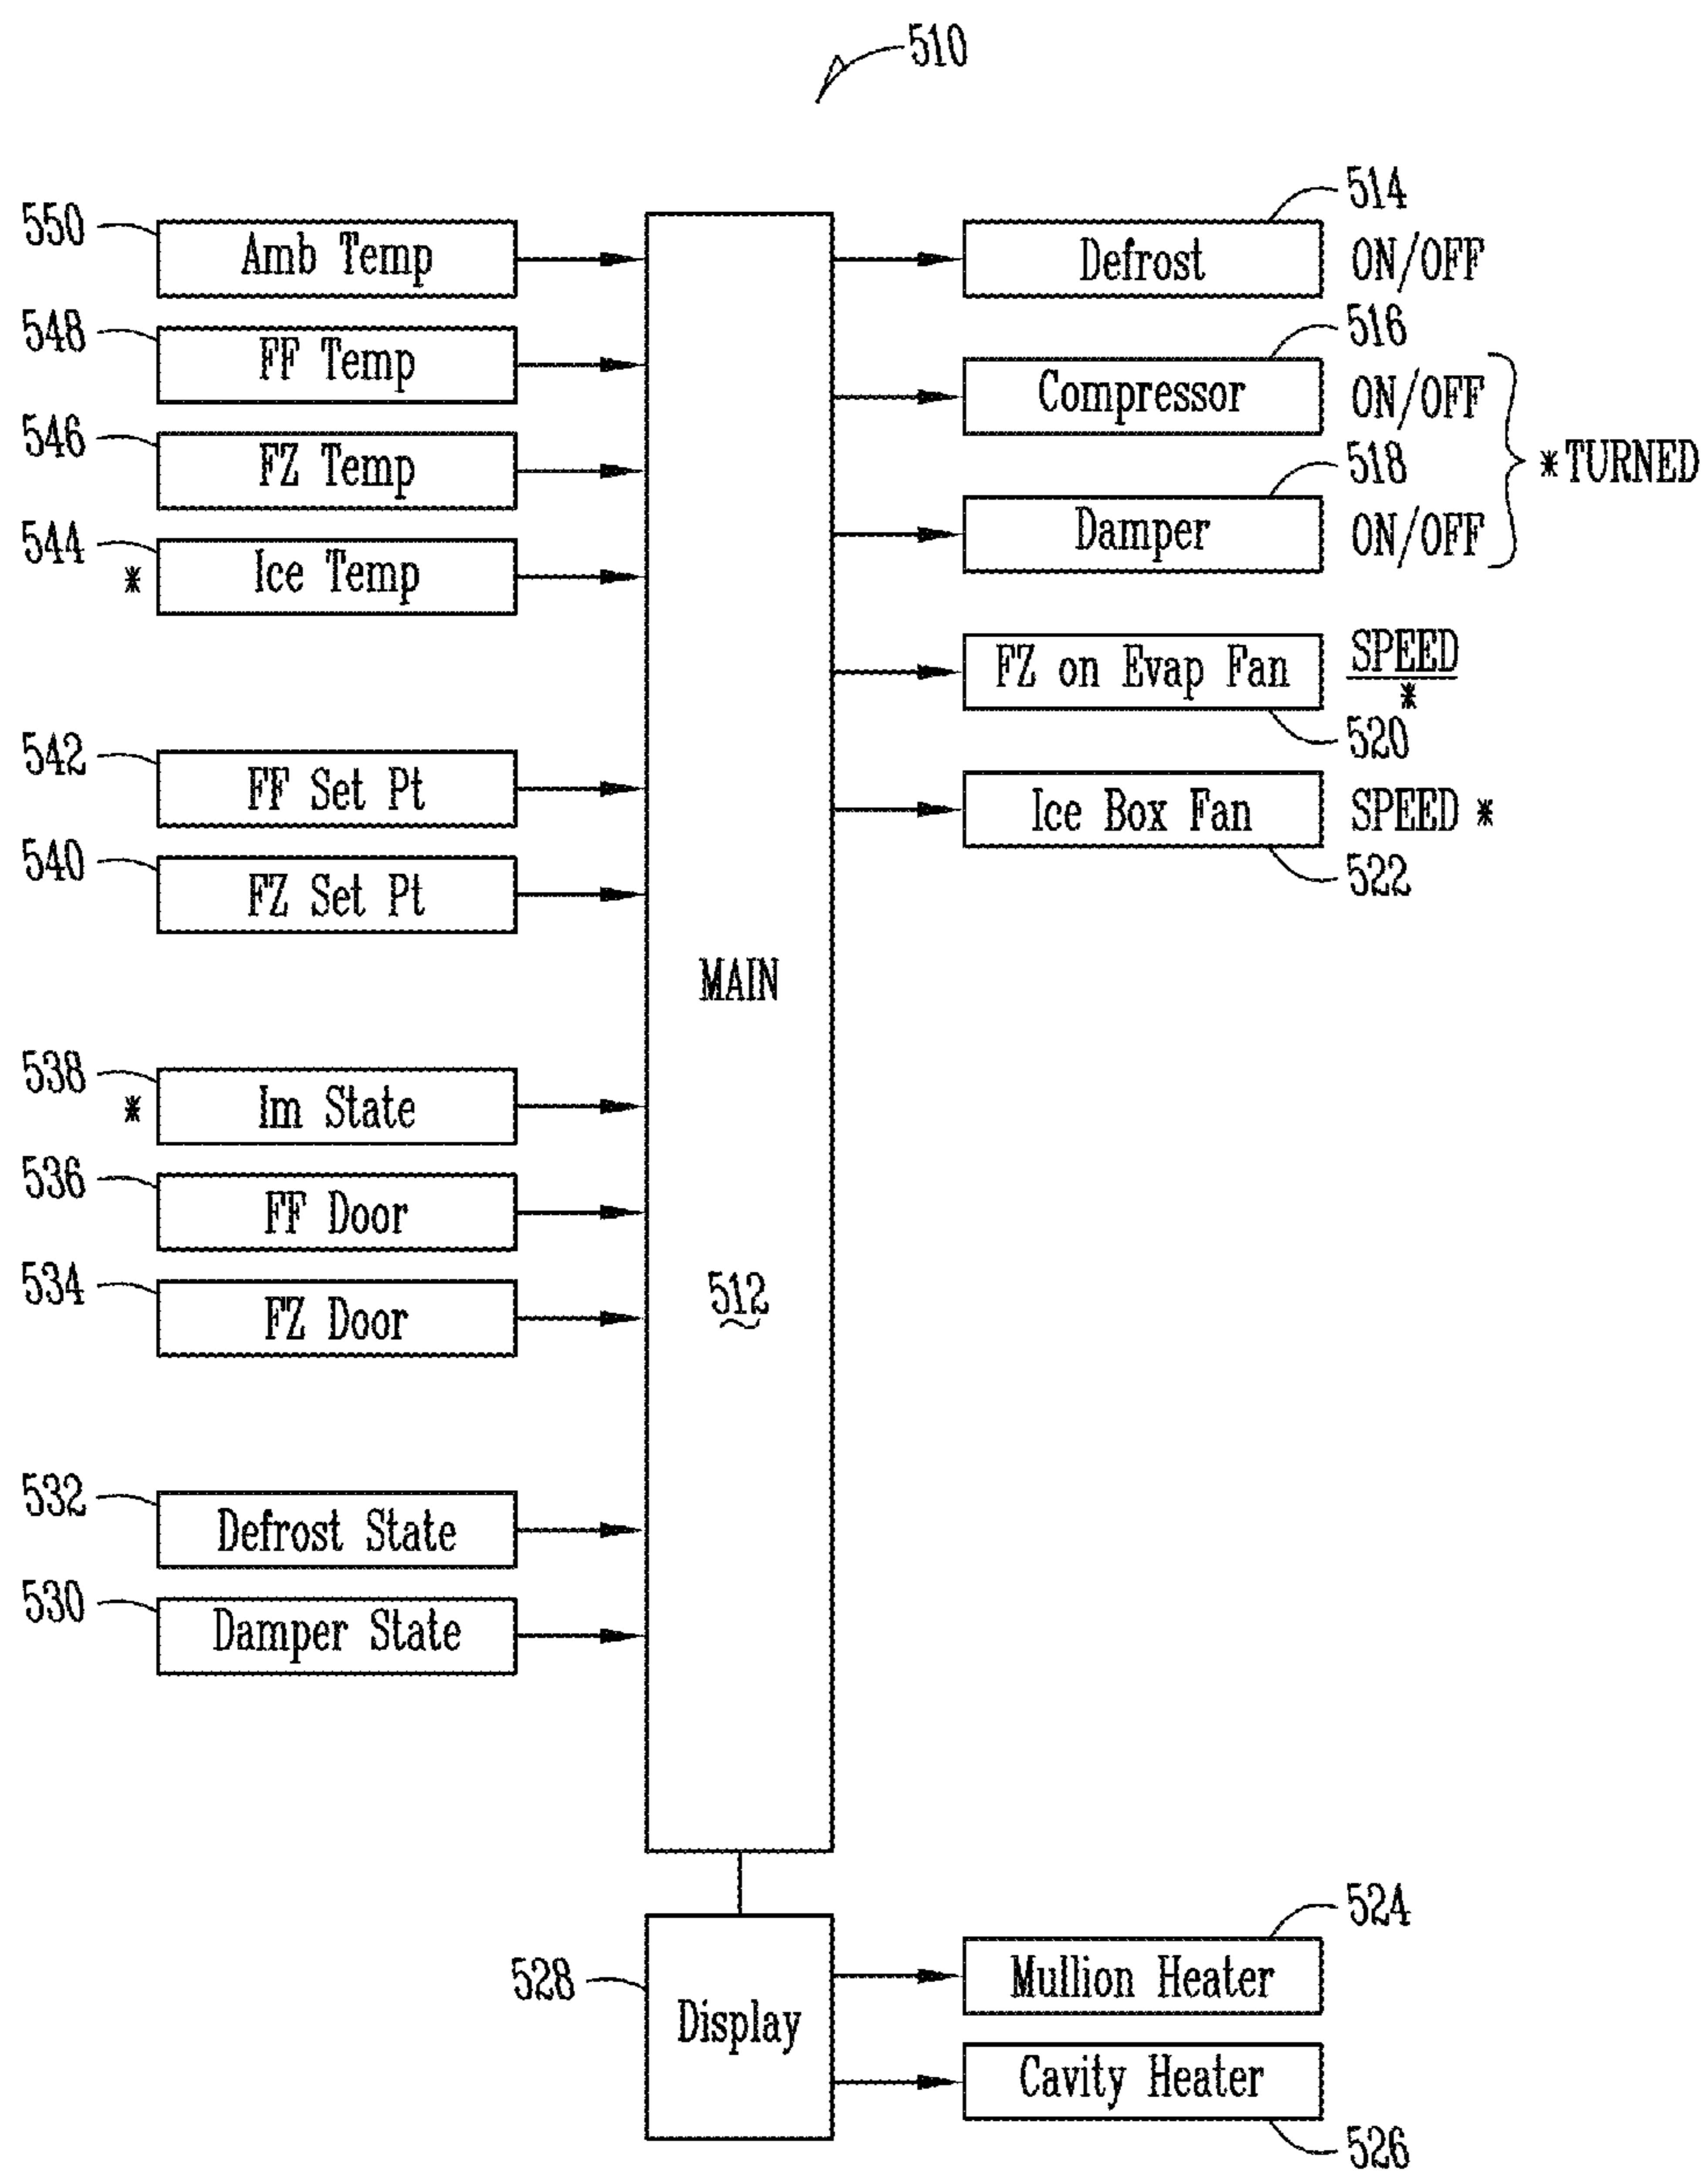 510
550
Amb Temp
548
FF Temp
546
FZ Temp
544
* Ice Temp
542
FF Set Pt
540
FZ Set Pt
538
* Im State
536
FF Door
534
FZ Door
532
Defrost State
530
Damper State
MAIN
512
514
Defrost ON/OFF
516
Compressor ON/OFF
* TURNED
518
Damper ON/OFF
FZ on Evap Fan SPEED
*
520
Ice Box Fan SPEED *
522
528
Display
524
Mullion Heater
Cavity Heater
526